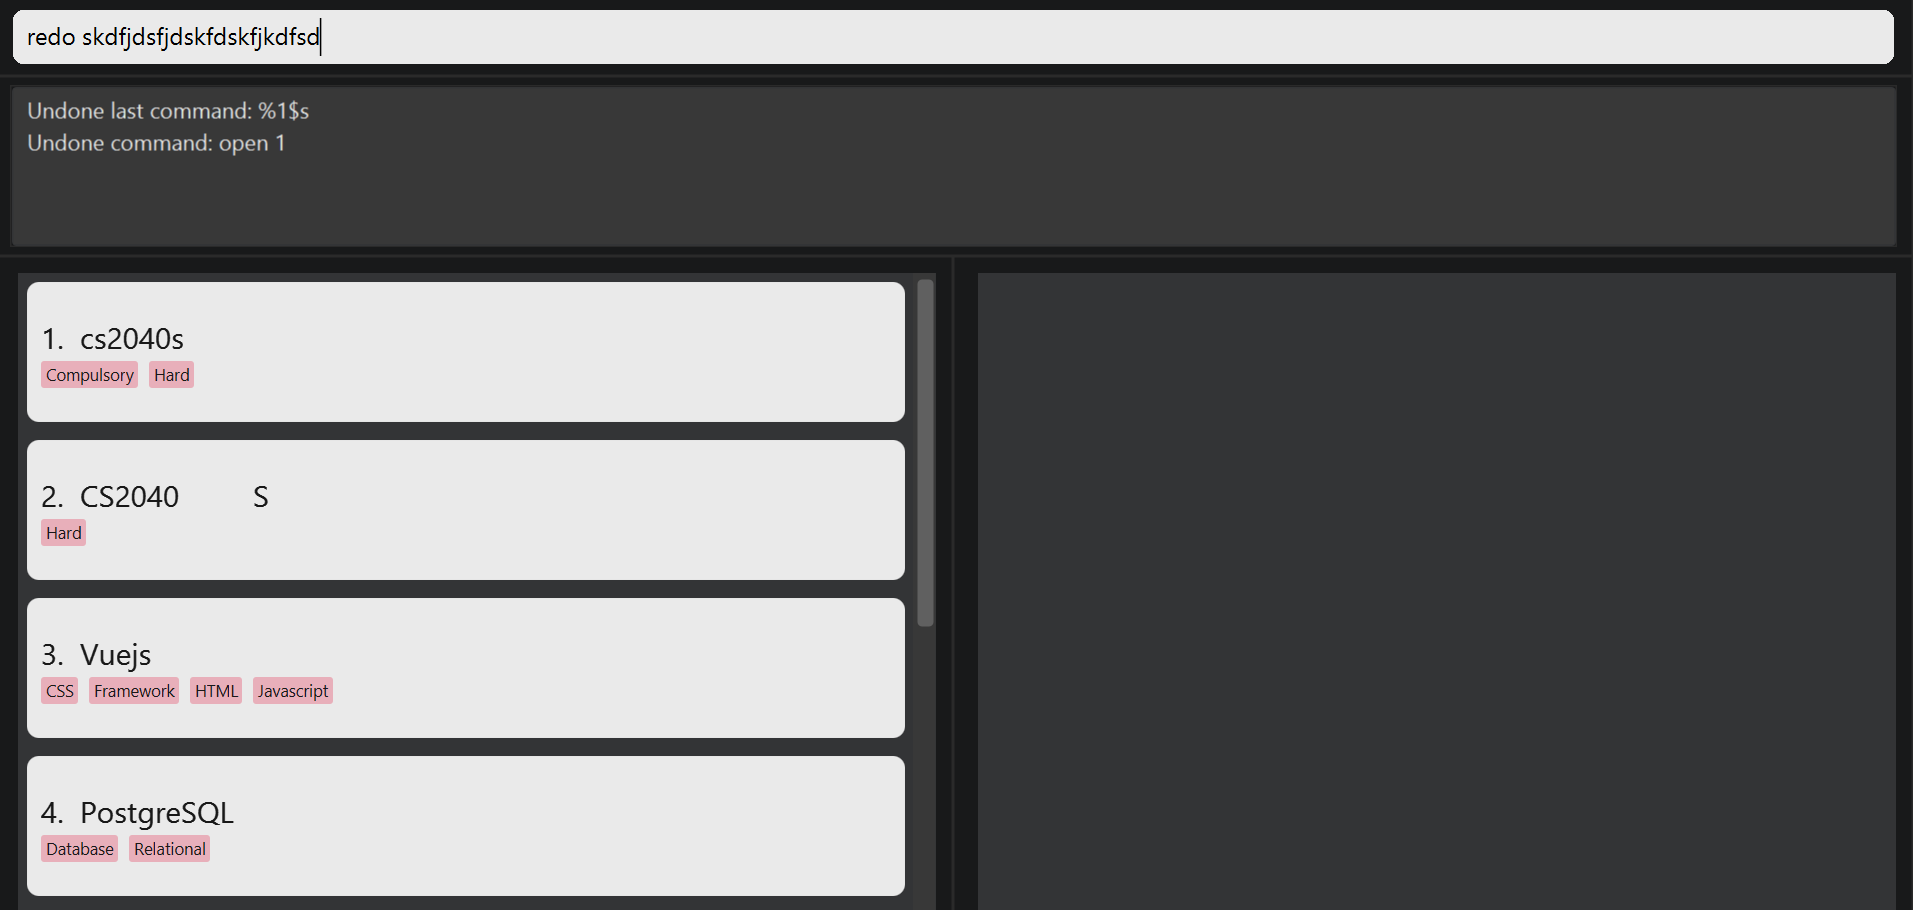 redo skdfjdsfjdskfdskfjkdfsd
Undone last command: %1$s
Undone command: open 1
1. cs2040s
Compulsory Hard
2. CS2040 S
Hard
3. Vuejs
CSS Framework HTML Javascript
4. PostgreSQL
Database Relational